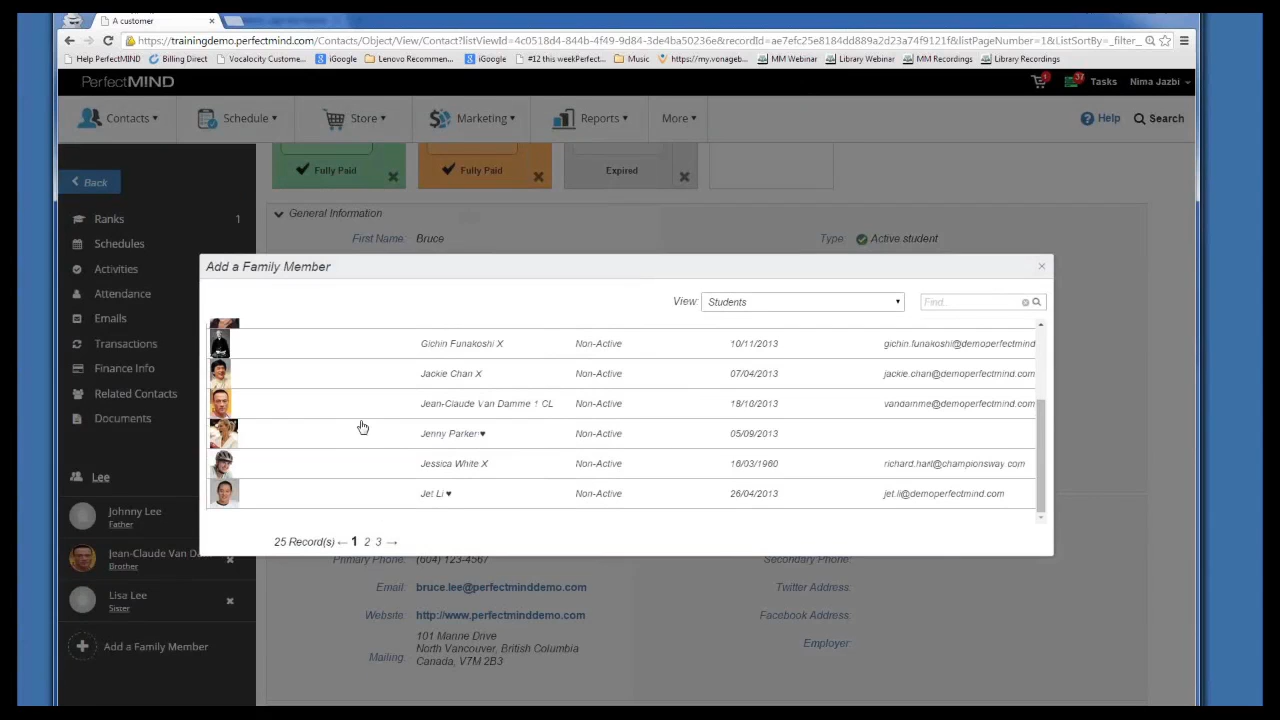 A customer
https://trainingdemo.perfectmind.com/Contacts/Object/View/Contact?listViewId=4c0518d4-844b-4f49-9d84-3de4ba50236e&recordId=ae7efc25e8184dd889a2d23a74f9121f&listPageNumber=1&ListSortBy=_filter_
Help PerfectMIND Billing Direct Vocalocity Custome... iGoogle Lenovo Recommen... iGoogle #12 this weekPerfect... Music https://my.vonageb... MM Webinar Library Webinar MM Recordings Library Recordings
PerfectMIND 1 37 Tasks Nima Jazbi
Contacts Schedule Store Marketing Reports More Help Search
Fully Paid Fully Paid Expired
Back
General Information
Ranks 1
First Name: Bruce Type: Active student
Schedules
Activities
Attendance
Emails
Transactions
Finance Info
Related Contacts
Documents
Lee
Johnny Lee
Father
Jean-Claude Van D
Brother
Lisa Lee
Sister
Add a Family Member
Add a Family Member
View: Students Find..
Gichin Funakoshi X Non-Active 10/11/2013 gichin.funakoshi@demoperfectmind
Jackie Chan X Non-Active 07/04/2013 jackie.chan@demoperfectmind.com
Jean-Claude Van Damme 1 CL Non-Active 18/10/2013 vandamme@demoperfectmind.com
Jenny Parker♥ Non-Active 05/09/2013
Jessica White X Non-Active 16/03/1960 richard.hart@championsway.com
Jet Li ♥ Non-Active 26/04/2013 jet.li@demoperfectmind.com
25 Record(s) ← 1 2 3 →
Primary Phone: (604) 123-4567 Secondary Phone:
Email: bruce.lee@perfectminddemo.com Twitter Address:
Website: http://www.perfectminddemo.com Facebook Address:
Mailing: 101 Manne Drive
North Vancouver, British Columbia
Canada, V7M 2B3
Employer: